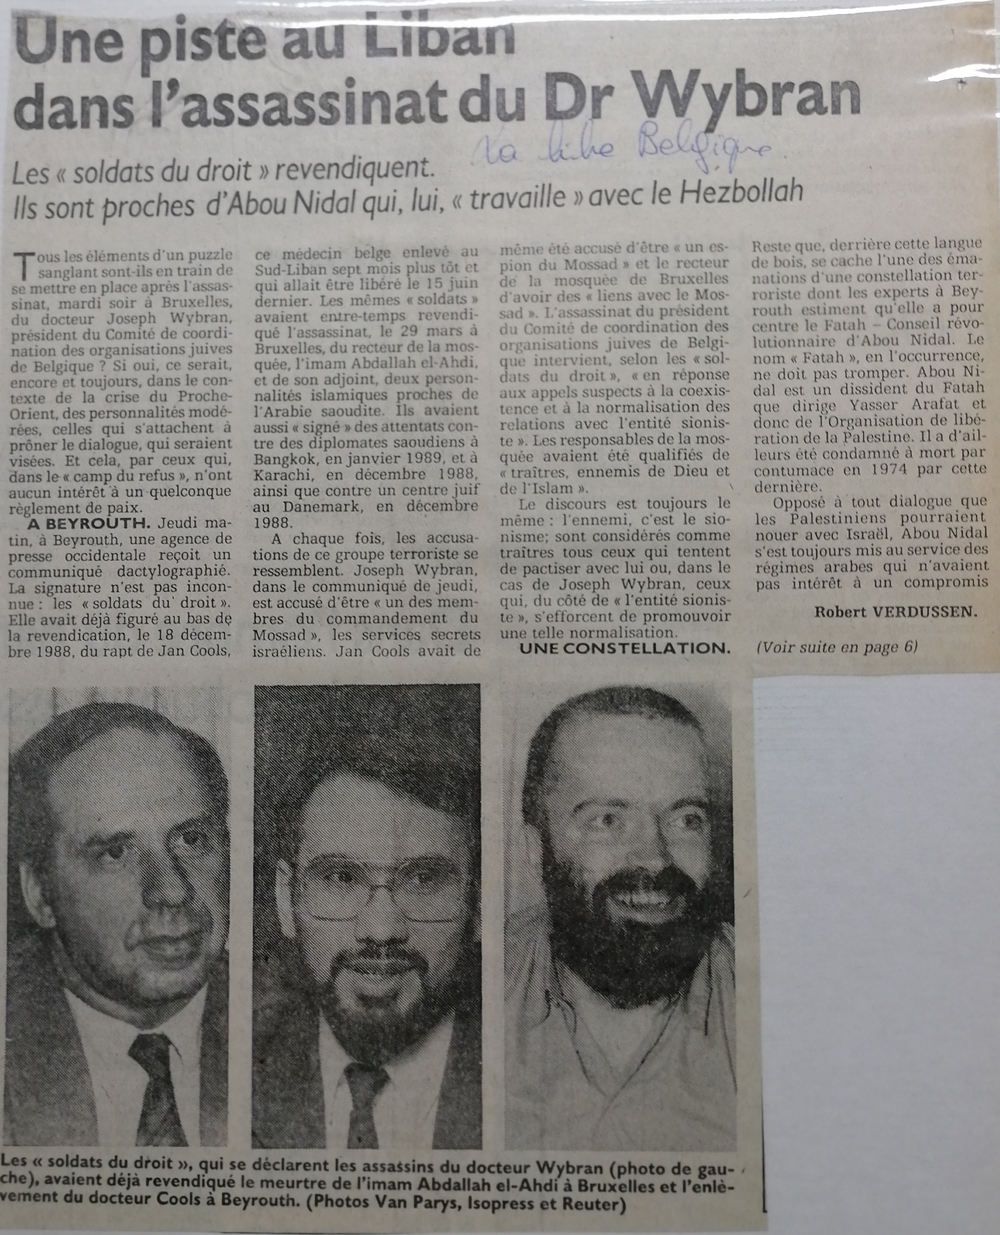 Une piste au Liban
dans l'assassinat du Dr Wybran
La libre Belgique
Les « soldats du droit » revendiquent.
Ils sont proches d'Abou Nidal qui, lui, « travaille » avec le Hezbollah
Tous les éléments d'un puzzle
sanglant sont-ils en train de
se mettre en place après l'assas-
sinat, mardi soir à Bruxelles,
du docteur Joseph Wybran,
président du Comité de coordi-
nation des organisations juives
de Belgique ? Si oui, ce serait,
encore et toujours, dans le con-
texte de la crise du Proche-
Orient, des personnalités modé-
rées, celles qui s'attachent à
prôner le dialogue, qui seraient
visées. Et cela, par ceux qui,
dans le « camp du refus », n'ont
aucun intérêt à un quelconque
règlement de paix.
A BEYROUTH. Jeudi ma-
tin, à Beyrouth, une agence de
presse occidentale reçoit un
communiqué dactylographié.
La signature n'est pas incon-
nue : les « soldats du droit ».
Elle avait déjà figuré au bas de
la revendication, le 18 décem-
bre 1988, du rapt de Jan Cools,
ce médecin belge enlevé au
Sud-Liban sept mois plus tôt et
qui allait être libéré le 15 juin
dernier. Les mêmes « soldats »
avaient entre-temps revendi-
qué l'assassinat, le 29 mars à
Bruxelles, du recteur de la mos-
quée, l'imam Abdallah el-Ahdi,
et de son adjoint, deux person-
nalités islamiques proches de
l'Arabie saoudite. Ils avaient
aussi « signé » des attentats con-
tre des diplomates saoudiens à
Bangkok, en janvier 1989, et à
Karachi, en décembre 1988,
ainsi que contre un centre juif
au Danemark, en décembre
1988.
A chaque fois, les accusa-
tions de ce groupe terroriste se
ressemblent. Joseph Wybran,
dans le communiqué de jeudi,
est accusé d'être « un des mem-
bres du commandement du
Mossad », les services secrets
israéliens. Jan Cools avait de
même été accusé d'être « un es-
pion du Mossad » et le recteur
de la mosquée de Bruxelles
d'avoir des « liens avec le Mos-
sad ». L'assassinat du président
du Comité de coordination des
organisations juives de Belgi-
que intervient, selon les « sol-
dats du droit », « en réponse
aux appels suspects à la coexis-
tence et à la normalisation des
relations avec l'entité sionis-
te ». Les responsables de la mos-
quée avaient été qualifiés de
« traîtres, ennemis de Dieu et
de l'Islam ».
Le discours est toujours le
même : l'ennemi, c'est le sio-
nisme; sont considérés comme
traîtres tous ceux qui tentent
de pactiser avec lui ou, dans le
cas de Joseph Wybran, ceux
qui, du côté de « l'entité sionis-
te », s'efforcent de promouvoir
une telle normalisation.
UNE CONSTELLATION.
Reste que, derrière cette langue
de bois, se cache l'une des éma-
nations d'une constellation ter-
roriste dont les experts à Bey-
routh estiment qu'elle a pour
centre le Fatah – Conseil révo-
lutionnaire d'Abou Nidal. Le
nom « Fatah », en l'occurrence,
ne doit pas tromper. Abou Ni-
dal est un dissident du Fatah
que dirige Yasser Arafat et
donc de l'Organisation de libé-
ration de la Palestine. Il a d'ail-
leurs été condamné à mort par
contumace en 1974 par cette
dernière.
Opposé à tout dialogue que
les Palestiniens pourraient
nouer avec Israël, Abou Nidal
s'est toujours mis au service des
régimes arabes qui n'avaient
pas intérêt à un compromis
Robert VERDUSSEN.
(Voir suite en page 6)
Les « soldats du droit », qui se déclarent les assassins du docteur Wybran (photo de gau-
che), avaient déjà revendiqué le meurtre de l'imam Abdallah el-Ahdi à Bruxelles et l'enlè-
vement du docteur Cools à Beyrouth. (Photos Van Parys, Isopress et Reuter)